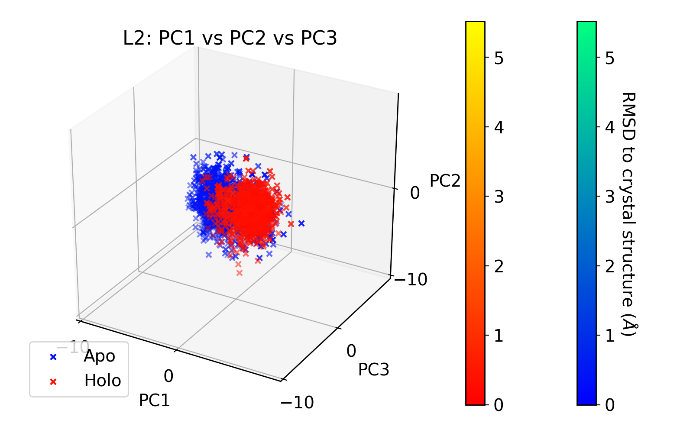 L2: PC1 vs PC2 vs PC3
5
4
3
2
1
0
5
4
3
2
1
0
RMSD to crystal structure (Å)
0
PC2
−10
0
PC3
−10
−10
0
PC1
Apo
Holo